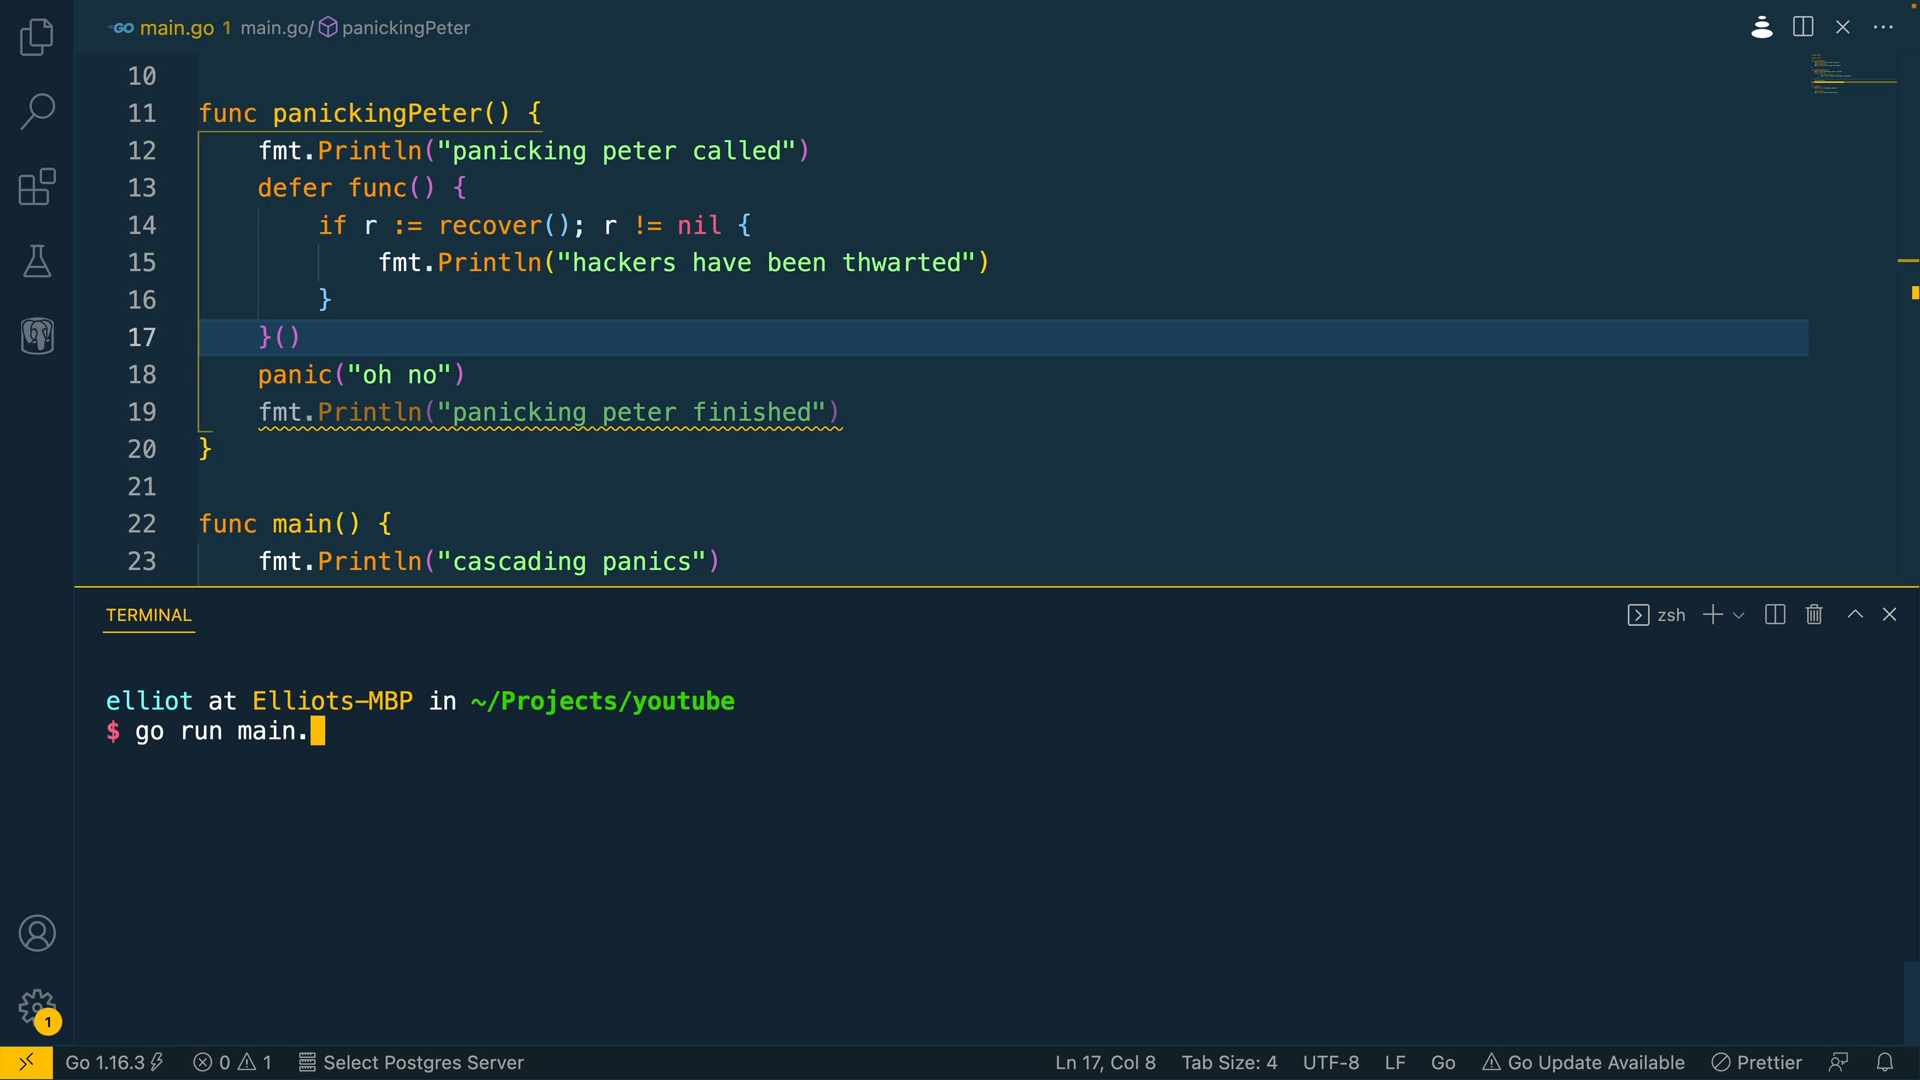 GO main.go 1 main.go/ panickingPeter
10
11 func panickingPeter() {
12 fmt.Println("panicking peter called")
13 defer func() {
14 if r := recover(); r != nil {
15 fmt.Println("hackers have been thwarted")
16 }
17 }()
18 panic("oh no")
19 fmt.Println("panicking peter finished")
20 }
21
22 func main() {
23 fmt.Println("cascading panics")
TERMINAL zsh
elliot at Elliots-MBP in ~/Projects/youtube
$ go run main.
1
Go 1.16.3 0 1 Select Postgres Server Ln 17, Col 8 Tab Size: 4 UTF-8 LF Go Go Update Available Prettier